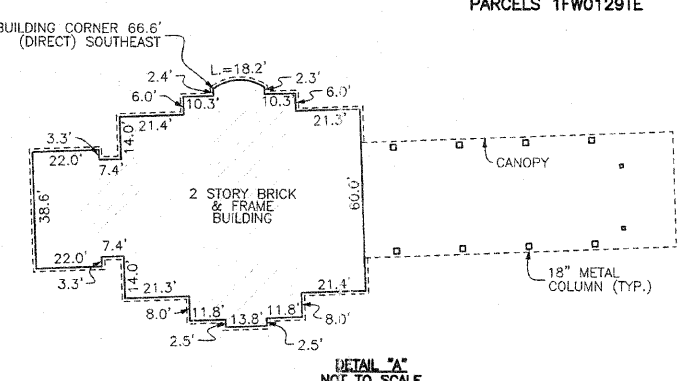 PARCELS 1FW0129TE
BUILDING CORNER 66.6'
(DIRECT) SOUTHEAST
L.=18.2'
2.4'
2.3'
6.0'
10.3'
10.3'
6.0'
21.4'
21.3'
14.0'
3.3'
22.0'
7.4'
CANOPY
38.6'
2 STORY BRICK
& FRAME
BUILDING
60.0'
7.4'
22.0'
14.0'
3.3'
21.3'
21.4'
18" METAL
COLUMN (TYP.)
8.0'
11.8'
13.8'
11.8'
8.0'
2.5'
2.5'
DETAIL "A"
NOT TO SCALE